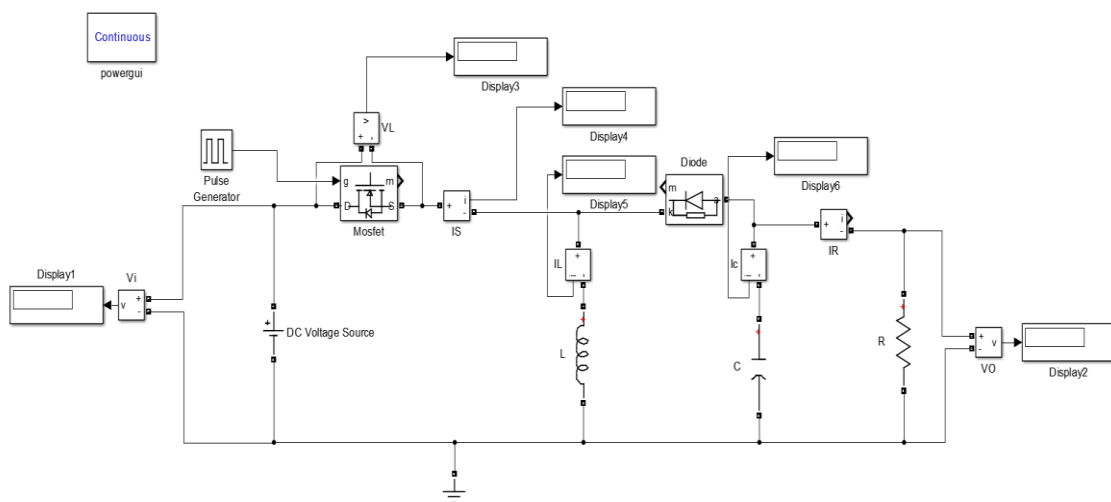 Continuous
powergui
Display3
VL
Display4
Pulse
Generator
g
m
D
S
Mosfet
i
IS
Display5
Diode
m
k
a
Display6
i
IR
Display1
Vi
v
DC Voltage Source
IL
L
Ic
C
R
v
VO
Display2